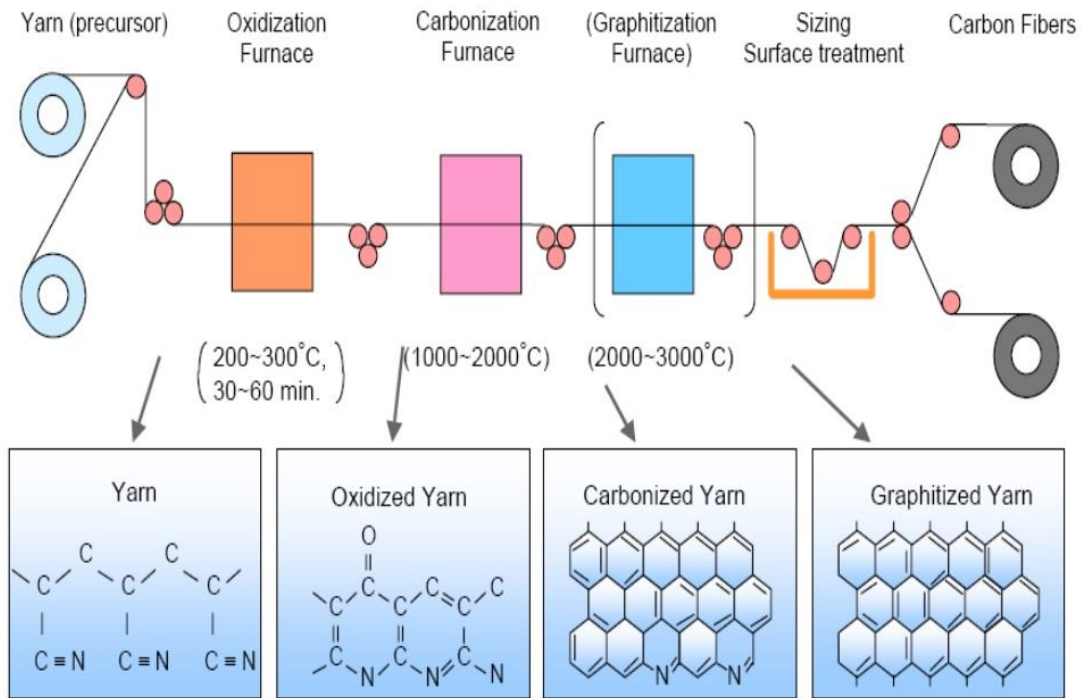 Yarn (precursor)
Oxidization
Furnace
Carbonization
Furnace
(Graphitization
Furnace)
Sizing
Surface treatment
Carbon Fibers
(200~300°C,
30~60 min.)
(1000~2000°C)
(2000~3000°C)
Yarn
C C
C C C
C≡N C≡N C≡N
Oxidized Yarn
O
C C C
C C C
C C C N
N N
Carbonized Yarn
N N
Graphitized Yarn